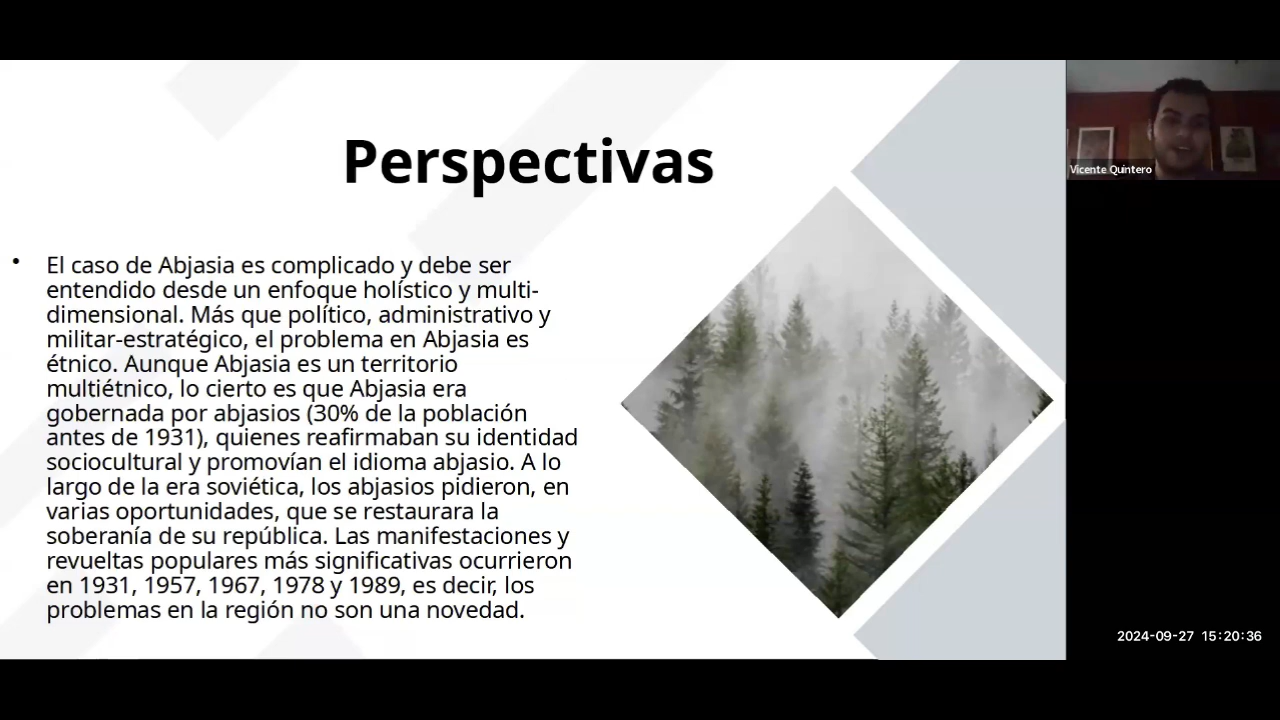 Perspectivas
• El caso de Abjasia es complicado y debe ser
entendido desde un enfoque holístico y multi-
dimensional. Más que político, administrativo y
militar-estratégico, el problema en Abjasia es
étnico. Aunque Abjasia es un territorio
multiétnico, lo cierto es que Abjasia era
gobernada por abjasios (30% de la población
antes de 1931), quienes reafirmaban su identidad
sociocultural y promovían el idioma abjasio. A lo
largo de la era soviética, los abjasios pidieron, en
varias oportunidades, que se restaurara la
soberanía de su república. Las manifestaciones y
revueltas populares más significativas ocurrieron
en 1931, 1957, 1967, 1978 y 1989, es decir, los
problemas en la región no son una novedad.
Vicente Quintero
2024-09-27 15:20:36